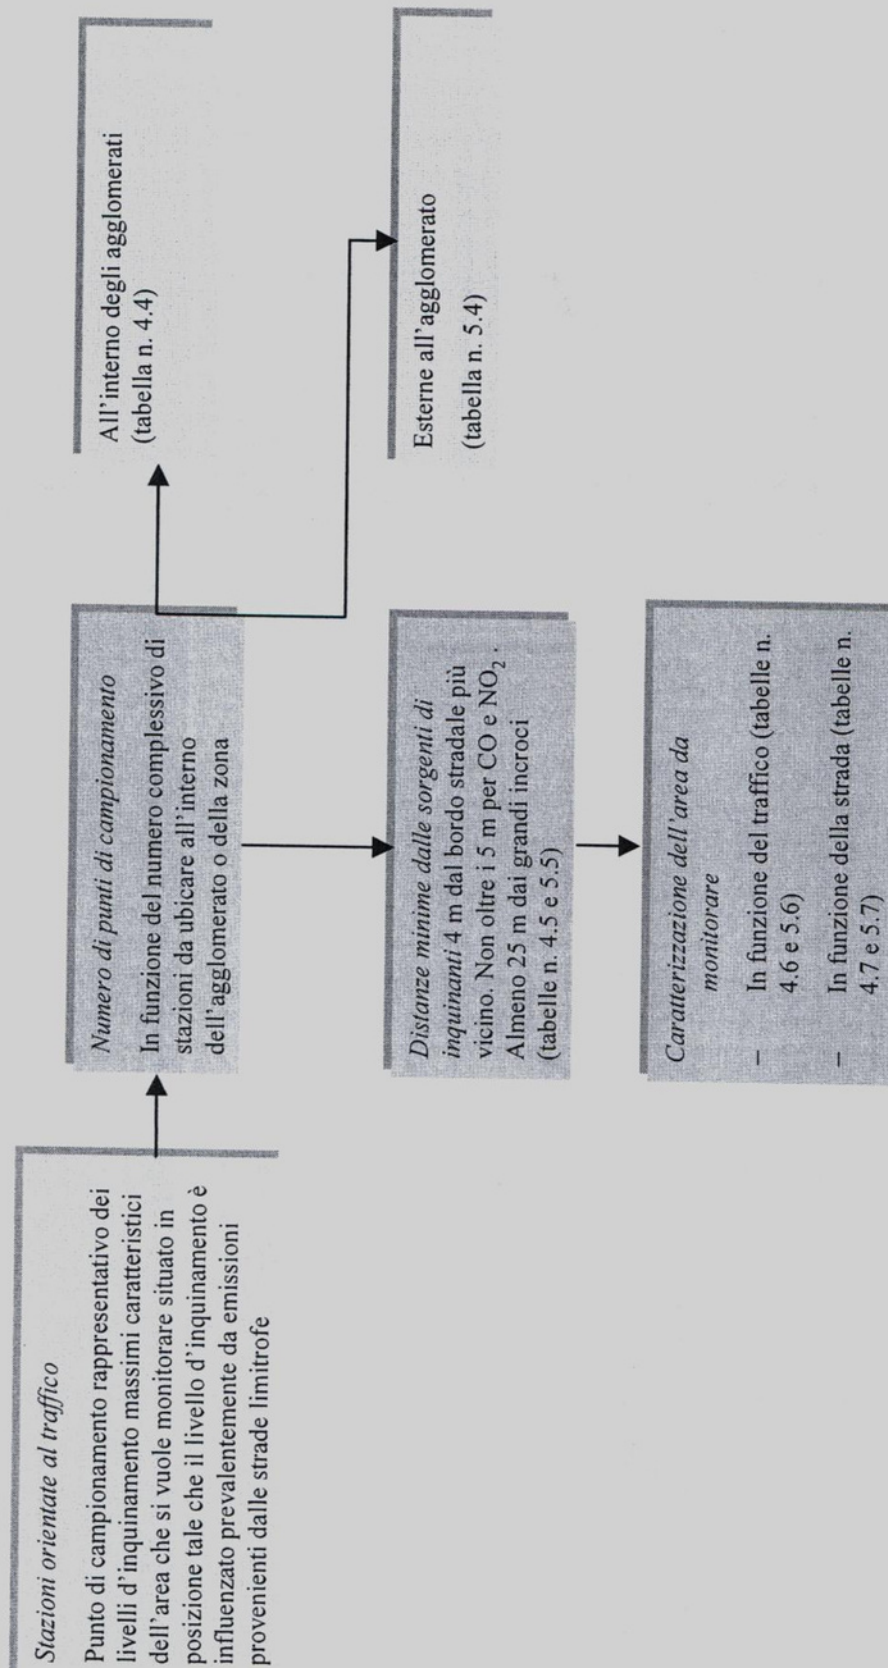 Stazioni orientate al traffico
Punto di campionamento rappresentativo dei
livelli d'inquinamento massimi caratteristici
dell'area che si vuole monitorare situato in
posizione tale che il livello d'inquinamento è
influenzato prevalentemente da emissioni
provenienti dalle strade limitrofe
Numero di punti di campionamento
In funzione del numero complessivo di
stazioni da ubicare all'interno
dell'agglomerato o della zona
All'interno degli agglomerati
(tabella n. 4.4)
Esterne all'agglomerato
(tabella n. 5.4)
Distanze minime dalle sorgenti di
inquinanti 4 m dal bordo stradale più
vicino. Non oltre i 5 m per CO e NO₂ .
Almeno 25 m dai grandi incroci
(tabelle n. 4.5 e 5.5)
Caratterizzazione dell'area da
monitorare
– In funzione del traffico (tabelle n.
4.6 e 5.6)
– In funzione della strada (tabelle n.
4.7 e 5.7)